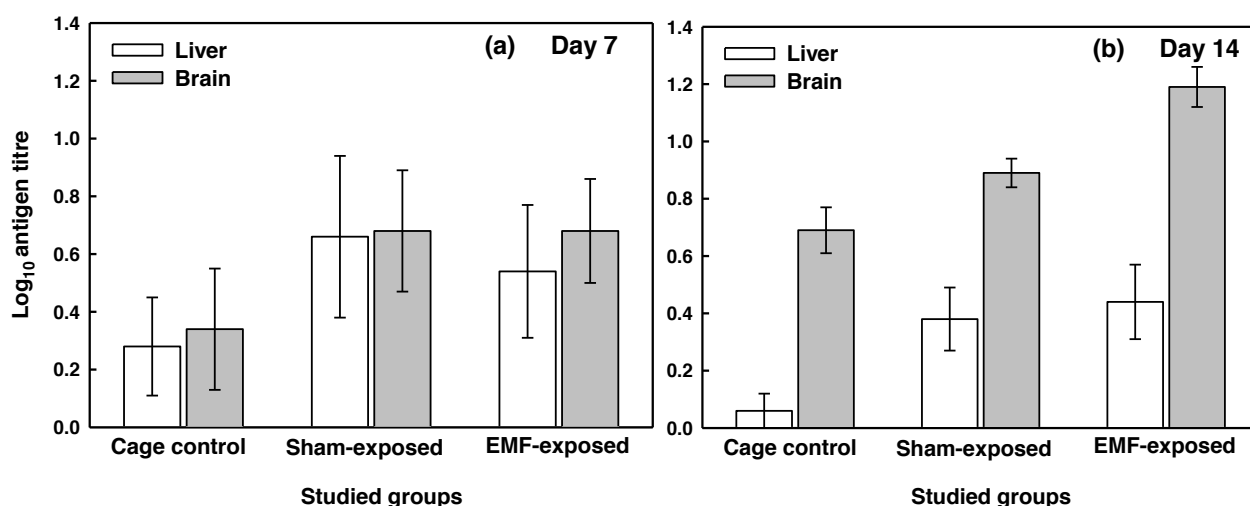 (a) Day 7
Liver
Brain
Log10 antigen titre
1.4
1.2
1.0
0.8
0.6
0.4
0.2
0.0
Cage control Sham-exposed EMF-exposed
Studied groups
(b) Day 14
Liver
Brain
1.4
1.2
1.0
0.8
0.6
0.4
0.2
0.0
Cage control Sham-exposed EMF-exposed
Studied groups